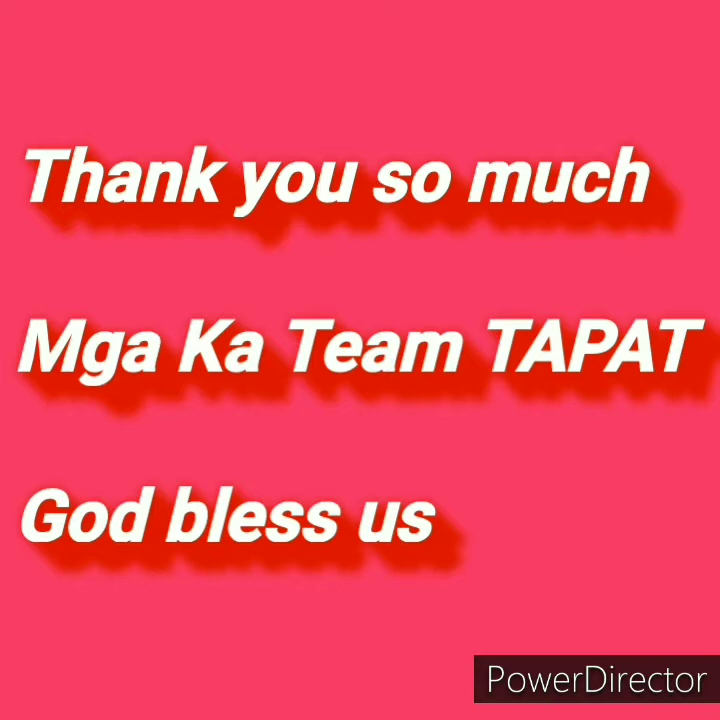 Thank you so much
Mga Ka Team TAPAT
God bless us
PowerDirector